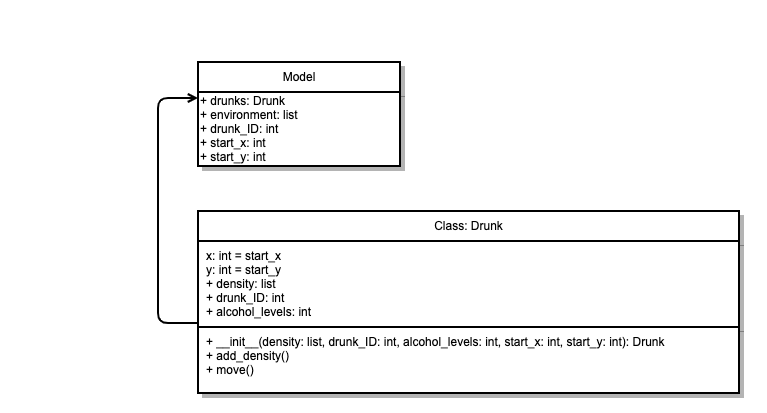 Model
+ drunks: Drunk
+ environment: list
+ drunk_ID: int
+ start_x: int
+ start_y: int
Class: Drunk
x: int = start_x
y: int = start_y
+ density: list
+ drunk_ID: int
+ alcohol_levels: int
+ __init__(density: list, drunk_ID: int, alcohol_levels: int, start_x: int, start_y: int): Drunk
+ add_density()
+ move()